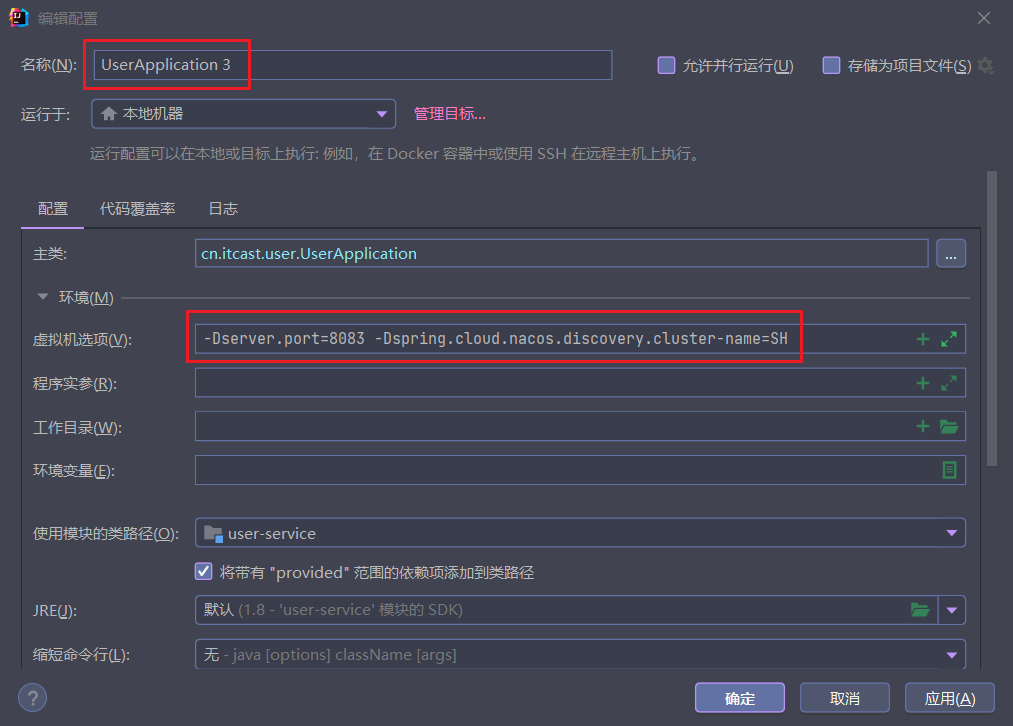 编辑配置
名称(N): UserApplication 3 允许并行运行(U) 存储为项目文件(S)
运行于: 本地机器 管理目标...
运行配置可以在本地或目标上执行: 例如，在 Docker 容器中或使用 SSH 在远程主机上执行。
配置 代码覆盖率 日志
主类: cn.itcast.user.UserApplication ...
环境(M)
虚拟机选项(V): -Dserver.port=8083 -Dspring.cloud.nacos.discovery.cluster-name=SH
程序实参(R):
工作目录(W):
环境变量(E):
使用模块的类路径(O): user-service
将带有 "provided" 范围的依赖项添加到类路径
JRE(J): 默认 (1.8 - 'user-service' 模块的 SDK)
缩短命令行(L): 无 - java [options] className [args]
? 确定 取消 应用(A)